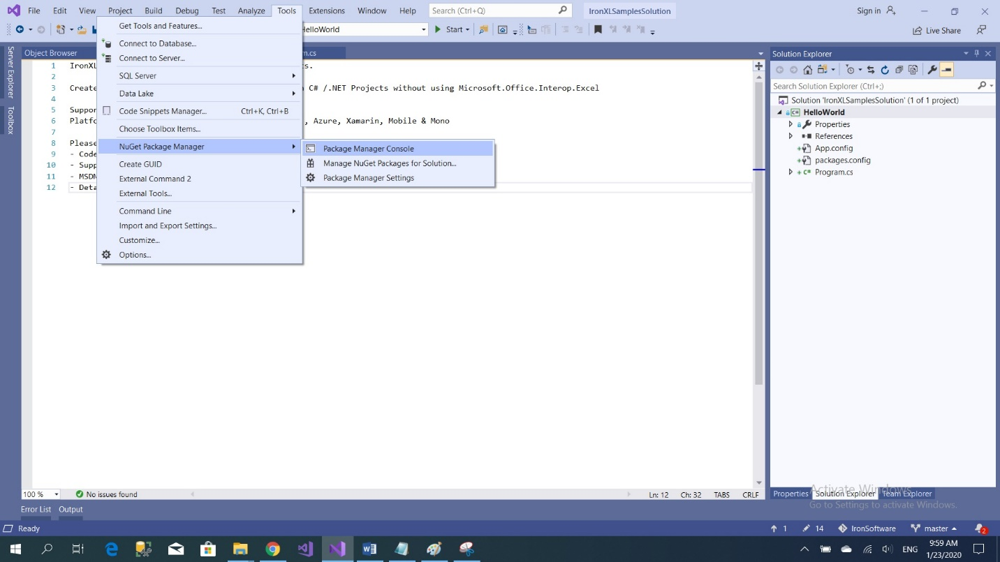 File Edit View Project Build Debug Test Analyze Tools Extensions Window Help Search (Ctrl+Q) IronXLSamplesSolution Sign in
HelloWorld Start Live Share
Get Tools and Features...
Connect to Database...
Connect to Server...
SQL Server
Data Lake
Code Snippets Manager... Ctrl+K, Ctrl+B
Choose Toolbox Items...
NuGet Package Manager
Create GUID
External Command 2
External Tools...
Command Line
Import and Export Settings...
Customize...
Options...
Package Manager Console
Manage NuGet Packages for Solution...
Package Manager Settings
Server Explorer
Toolbox
Object Browser m.cs
1 IronXL s.
2
3 Create C# /.NET Projects without using Microsoft.Office.Interop.Excel
4
5 Suppor
6 Platfo , Azure, Xamarin, Mobile & Mono
7
8 Please
9 - Code
10 - Supp
11 - MSDN
12 - Deta
Solution Explorer
Search Solution Explorer (Ctrl+;)
Solution 'IronXLSamplesSolution' (1 of 1 project)
HelloWorld
Properties
References
App.config
packages.config
Program.cs
100 % No issues found Ln: 12 Ch: 32 TABS CRLF
Properties Solution Explorer Team Explorer
Activate Windows
Go to Settings to activate Windows.
Error List Output
Ready 1 14 IronSoftware master 2
ENG 9:59 AM
1/23/2020